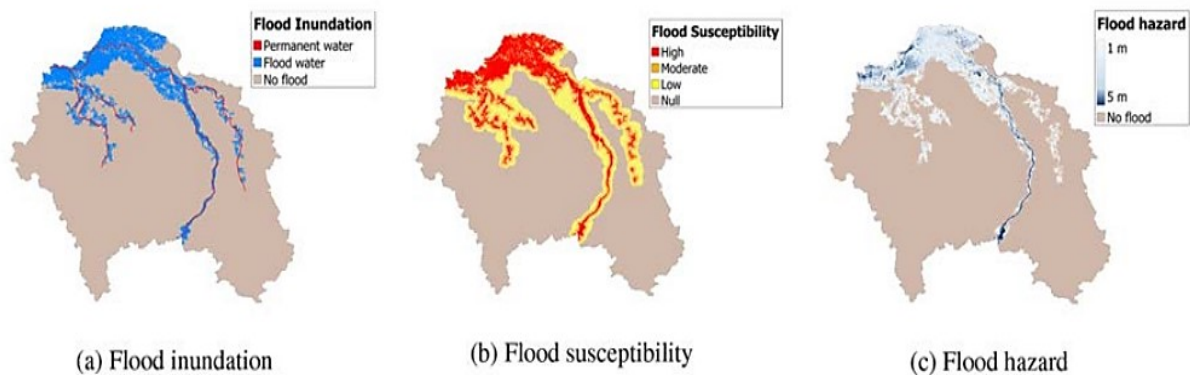 Flood Inundation
Permanent water
Flood water
No flood
(a) Flood inundation
Flood Susceptibility
High
Moderate
Low
Null
(b) Flood susceptibility
Flood hazard
1 m
5 m
No flood
(c) Flood hazard